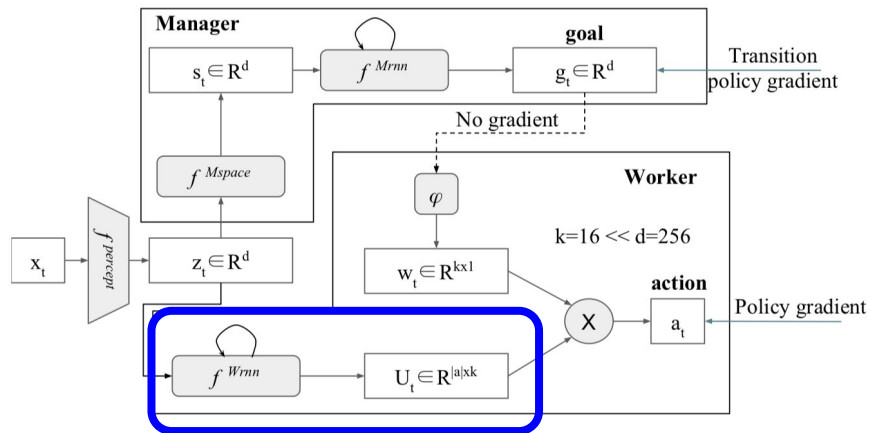 Manager
s_t ∈ R^d
f^Mrnn
goal
g_t ∈ R^d
Transition
policy gradient
No gradient
f^Mspace
Worker
φ
k=16 << d=256
x_t
f^percept
z_t ∈ R^d
w_t ∈ R^kx1
action
X
a_t
Policy gradient
f^Wrnn
U_t ∈ R^|a|xk